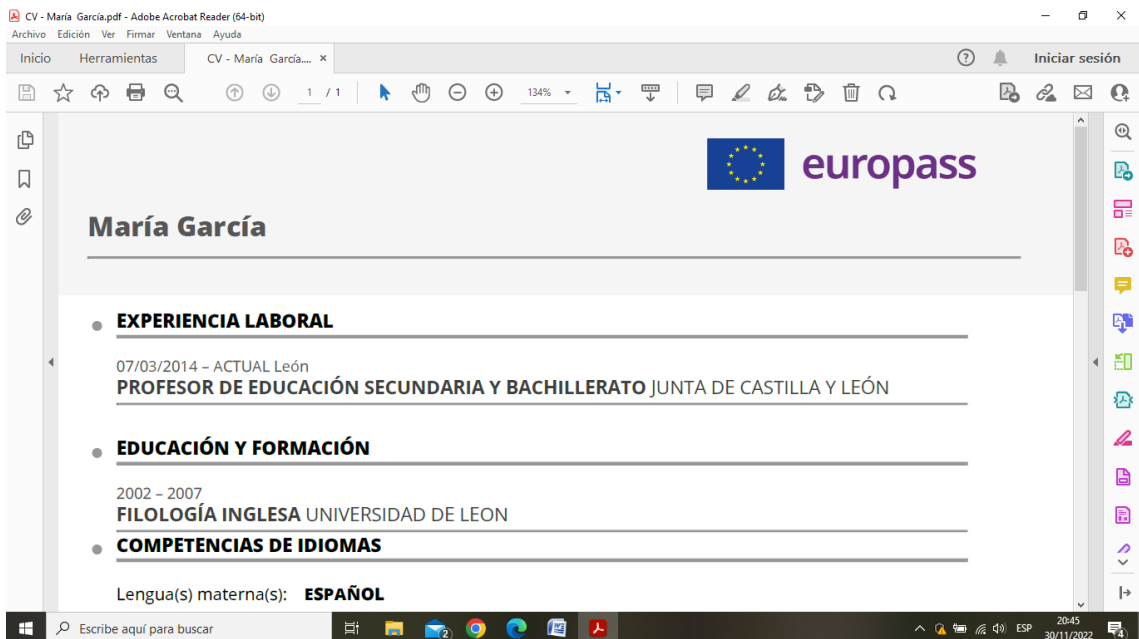 CV - María García.pdf - Adobe Acrobat Reader (64-bit)
Archivo Edición Ver Firmar Ventana Ayuda
Inicio Herramientas CV - María García.... × Iniciar sesión
1 / 1 134%
europass
María García
EXPERIENCIA LABORAL
07/03/2014 – ACTUAL León
PROFESOR DE EDUCACIÓN SECUNDARIA Y BACHILLERATO JUNTA DE CASTILLA Y LEÓN
EDUCACIÓN Y FORMACIÓN
2002 – 2007
FILOLOGÍA INGLESA UNIVERSIDAD DE LEON
COMPETENCIAS DE IDIOMAS
Lengua(s) materna(s): ESPAÑOL
Escribe aquí para buscar 2 ESP 20:45
30/11/2022 4